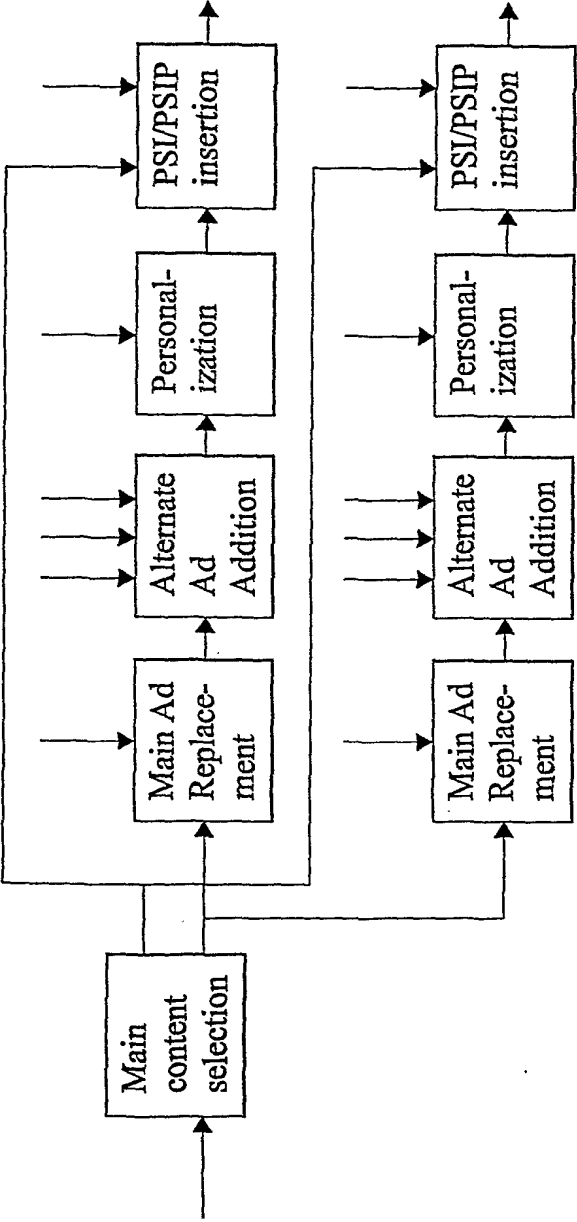 Main
content
selection
Main Ad
Replace-
ment
Alternate
Ad
Addition
Personal-
ization
PSI/PSIP
insertion
Main Ad
Replace-
ment
Alternate
Ad
Addition
Personal-
ization
PSI/PSIP
insertion